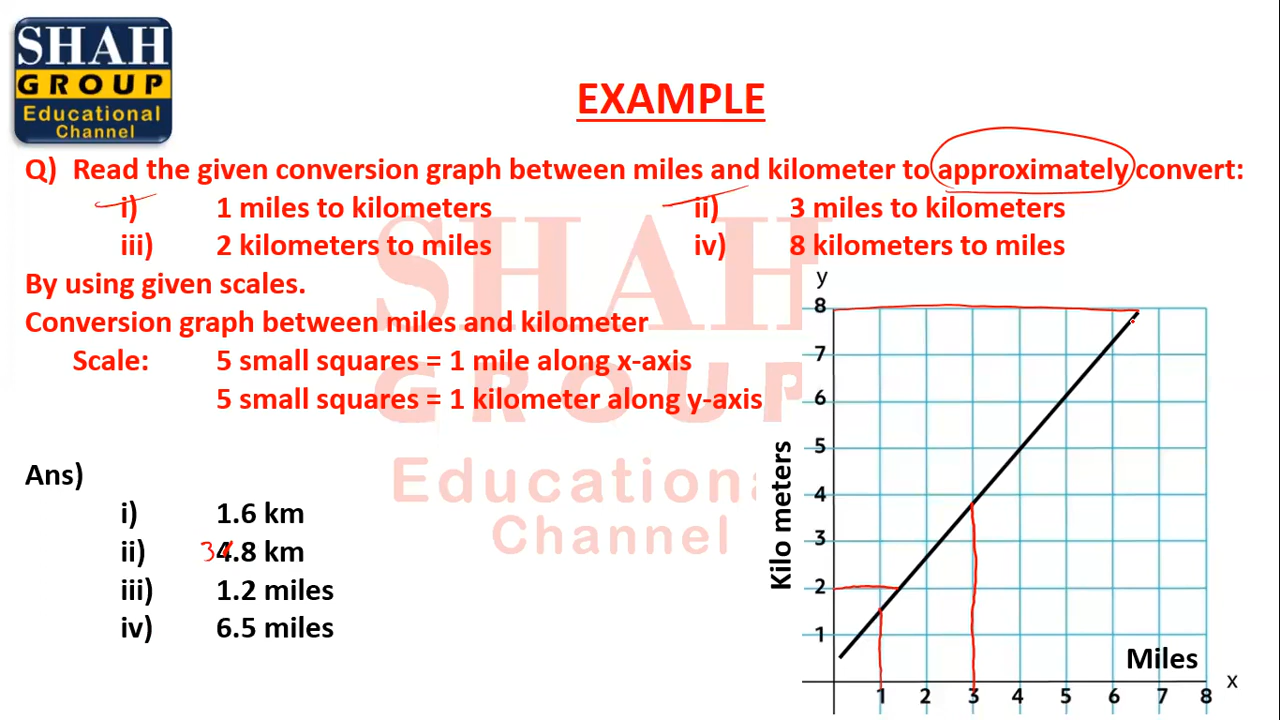 SHAH
GROUP
Educational
Channel
EXAMPLE
Q) Read the given conversion graph between miles and kilometer to approximately convert:
i) 1 miles to kilometers ii) 3 miles to kilometers
iii) 2 kilometers to miles iv) 8 kilometers to miles
By using given scales.
Conversion graph between miles and kilometer
Scale: 5 small squares = 1 mile along x-axis
5 small squares = 1 kilometer along y-axis
SHAH
GROUP
Educationa
Channel
Ans)
i) 1.6 km
ii) 3 4.8 km
iii) 1.2 miles
iv) 6.5 miles
y
8
7
6
5
4
3
2
1
Kilo meters
Miles
x
1 2 3 4 5 6 7 8